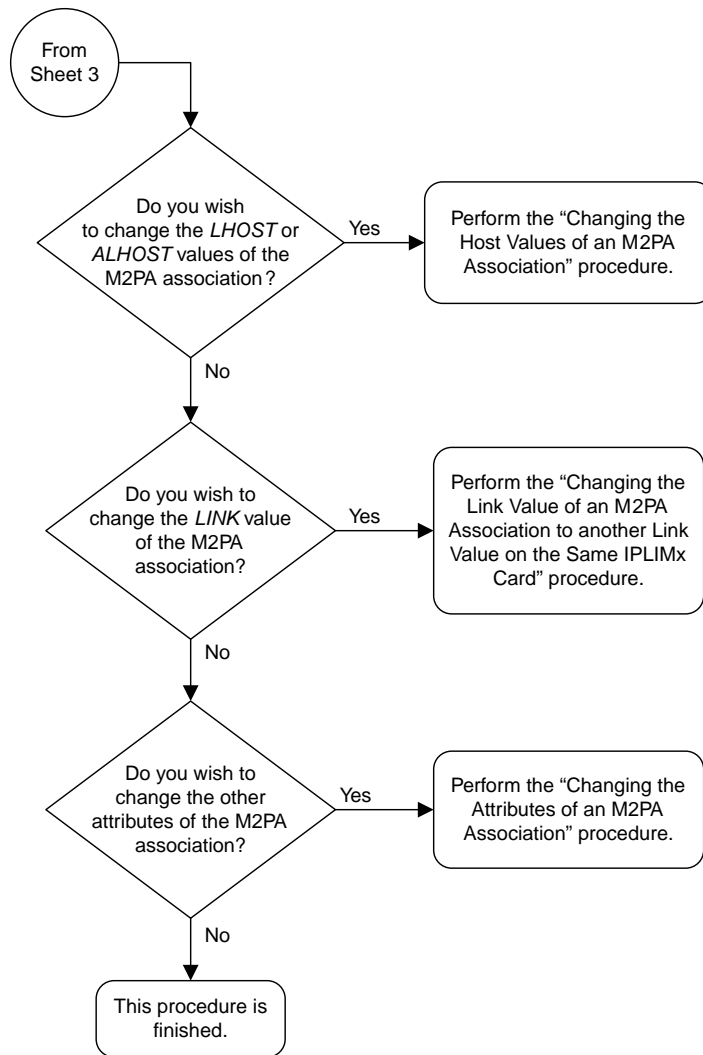 From
Sheet 3
Do you wish
to change the LHOST or
ALHOST values of the
M2PA association?
Yes
Perform the “Changing the
Host Values of an M2PA
Association” procedure.
No
Do you wish to
change the LINK value
of the M2PA
association?
Yes
Perform the “Changing the
Link Value of an M2PA
Association to another Link
Value on the Same IPLIMx
Card” procedure.
No
Do you wish to
change the other
attributes of the M2PA
association?
Yes
Perform the “Changing the
Attributes of an M2PA
Association” procedure.
No
This procedure is
finished.